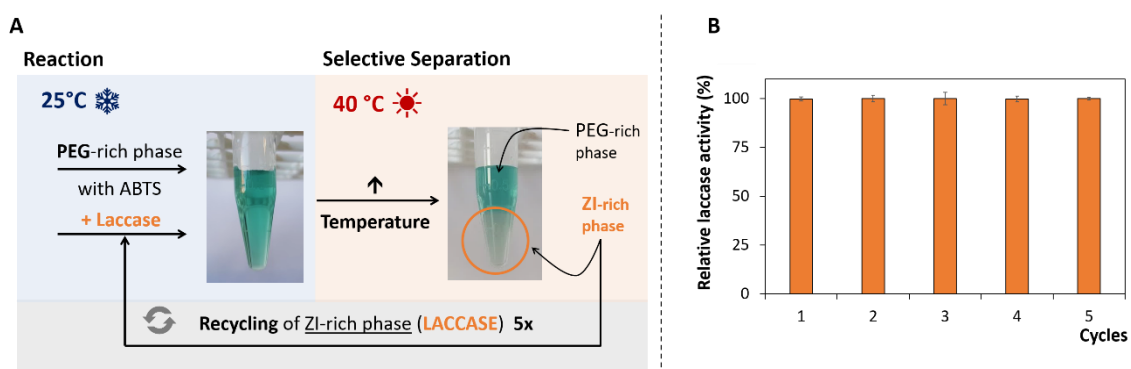 A
Reaction
Selective Separation
25°C
40 °C
PEG-rich phase
with ABTS
+ Laccase
↑
Temperature
PEG-rich
phase
ZI-rich
phase
Recycling of ZI-rich phase (LACCASE) 5x
B
Relative laccase activity (%)
100
75
50
25
0
1 2 3 4 5
Cycles